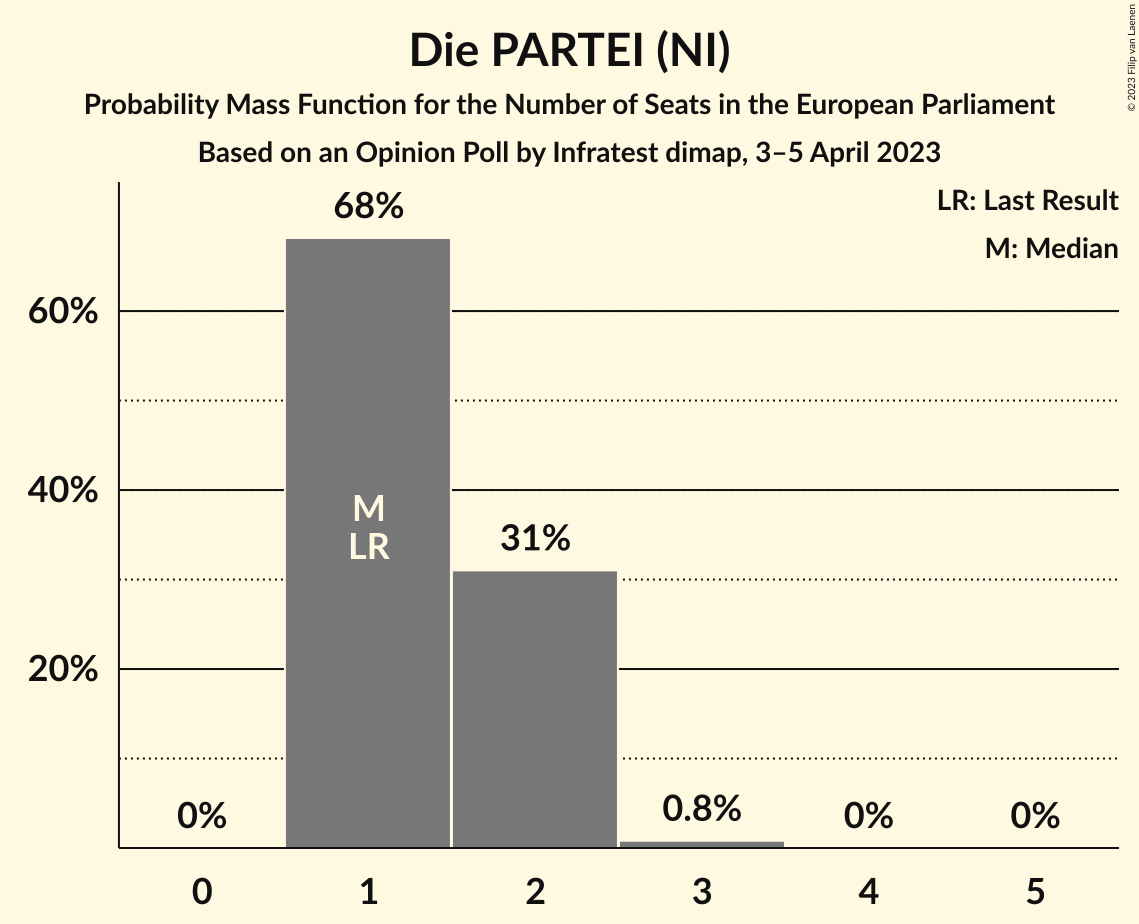 Die PARTEI (NI)
Probability Mass Function for the Number of Seats in the European Parliament
Based on an Opinion Poll by Infratest dimap, 3–5 April 2023
© 2023 Filip van Laenen
LR: Last Result
M: Median
68%
60%
40%
20%
M
LR
31%
0%
0.8%
0%
0%
0 1 2 3 4 5